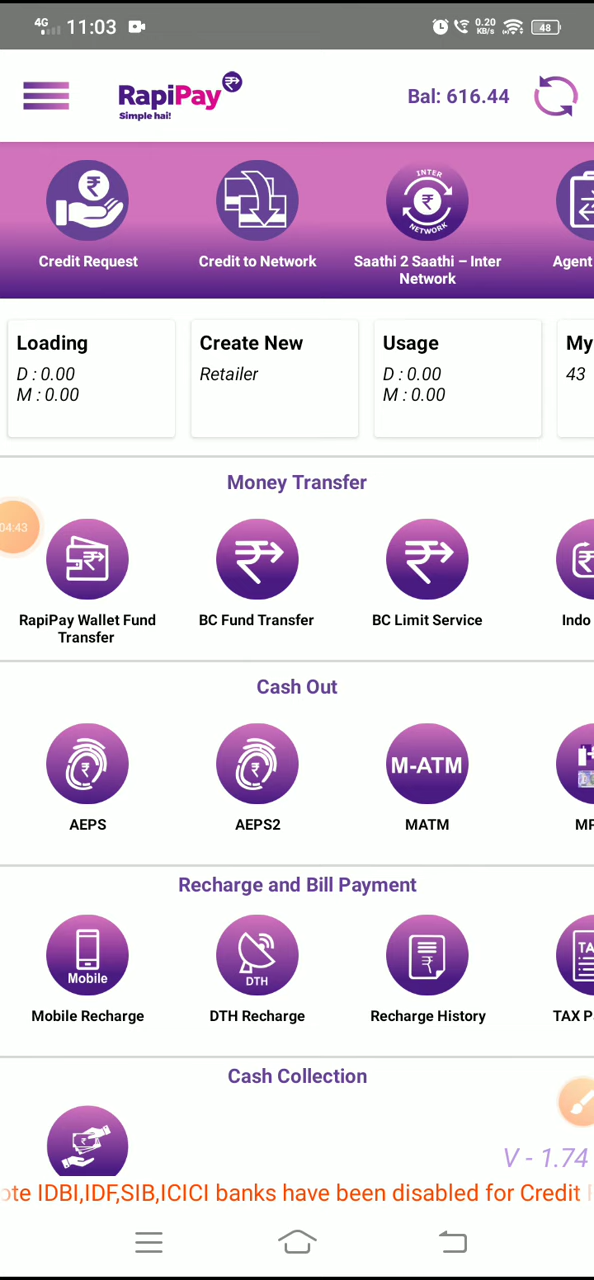 4G 11:03 0.20 KB/s 48
RapiPay
Simple hai!
Bal: 616.44
INTER
NETWORK
Credit Request
Credit to Network
Saathi 2 Saathi – Inter
Network
Agent
Loading
D : 0.00
M : 0.00
Create New
Retailer
Usage
D : 0.00
M : 0.00
My
43
Money Transfer
04:43
RapiPay Wallet Fund
Transfer
BC Fund Transfer
BC Limit Service
Indo
Cash Out
M-ATM
AEPS
AEPS2
MATM
Recharge and Bill Payment
Mobile
DTH
TA
Mobile Recharge
DTH Recharge
Recharge History
TAX P
Cash Collection
V - 1.74
ote IDBI,IDF,SIB,ICICI banks have been disabled for Credit